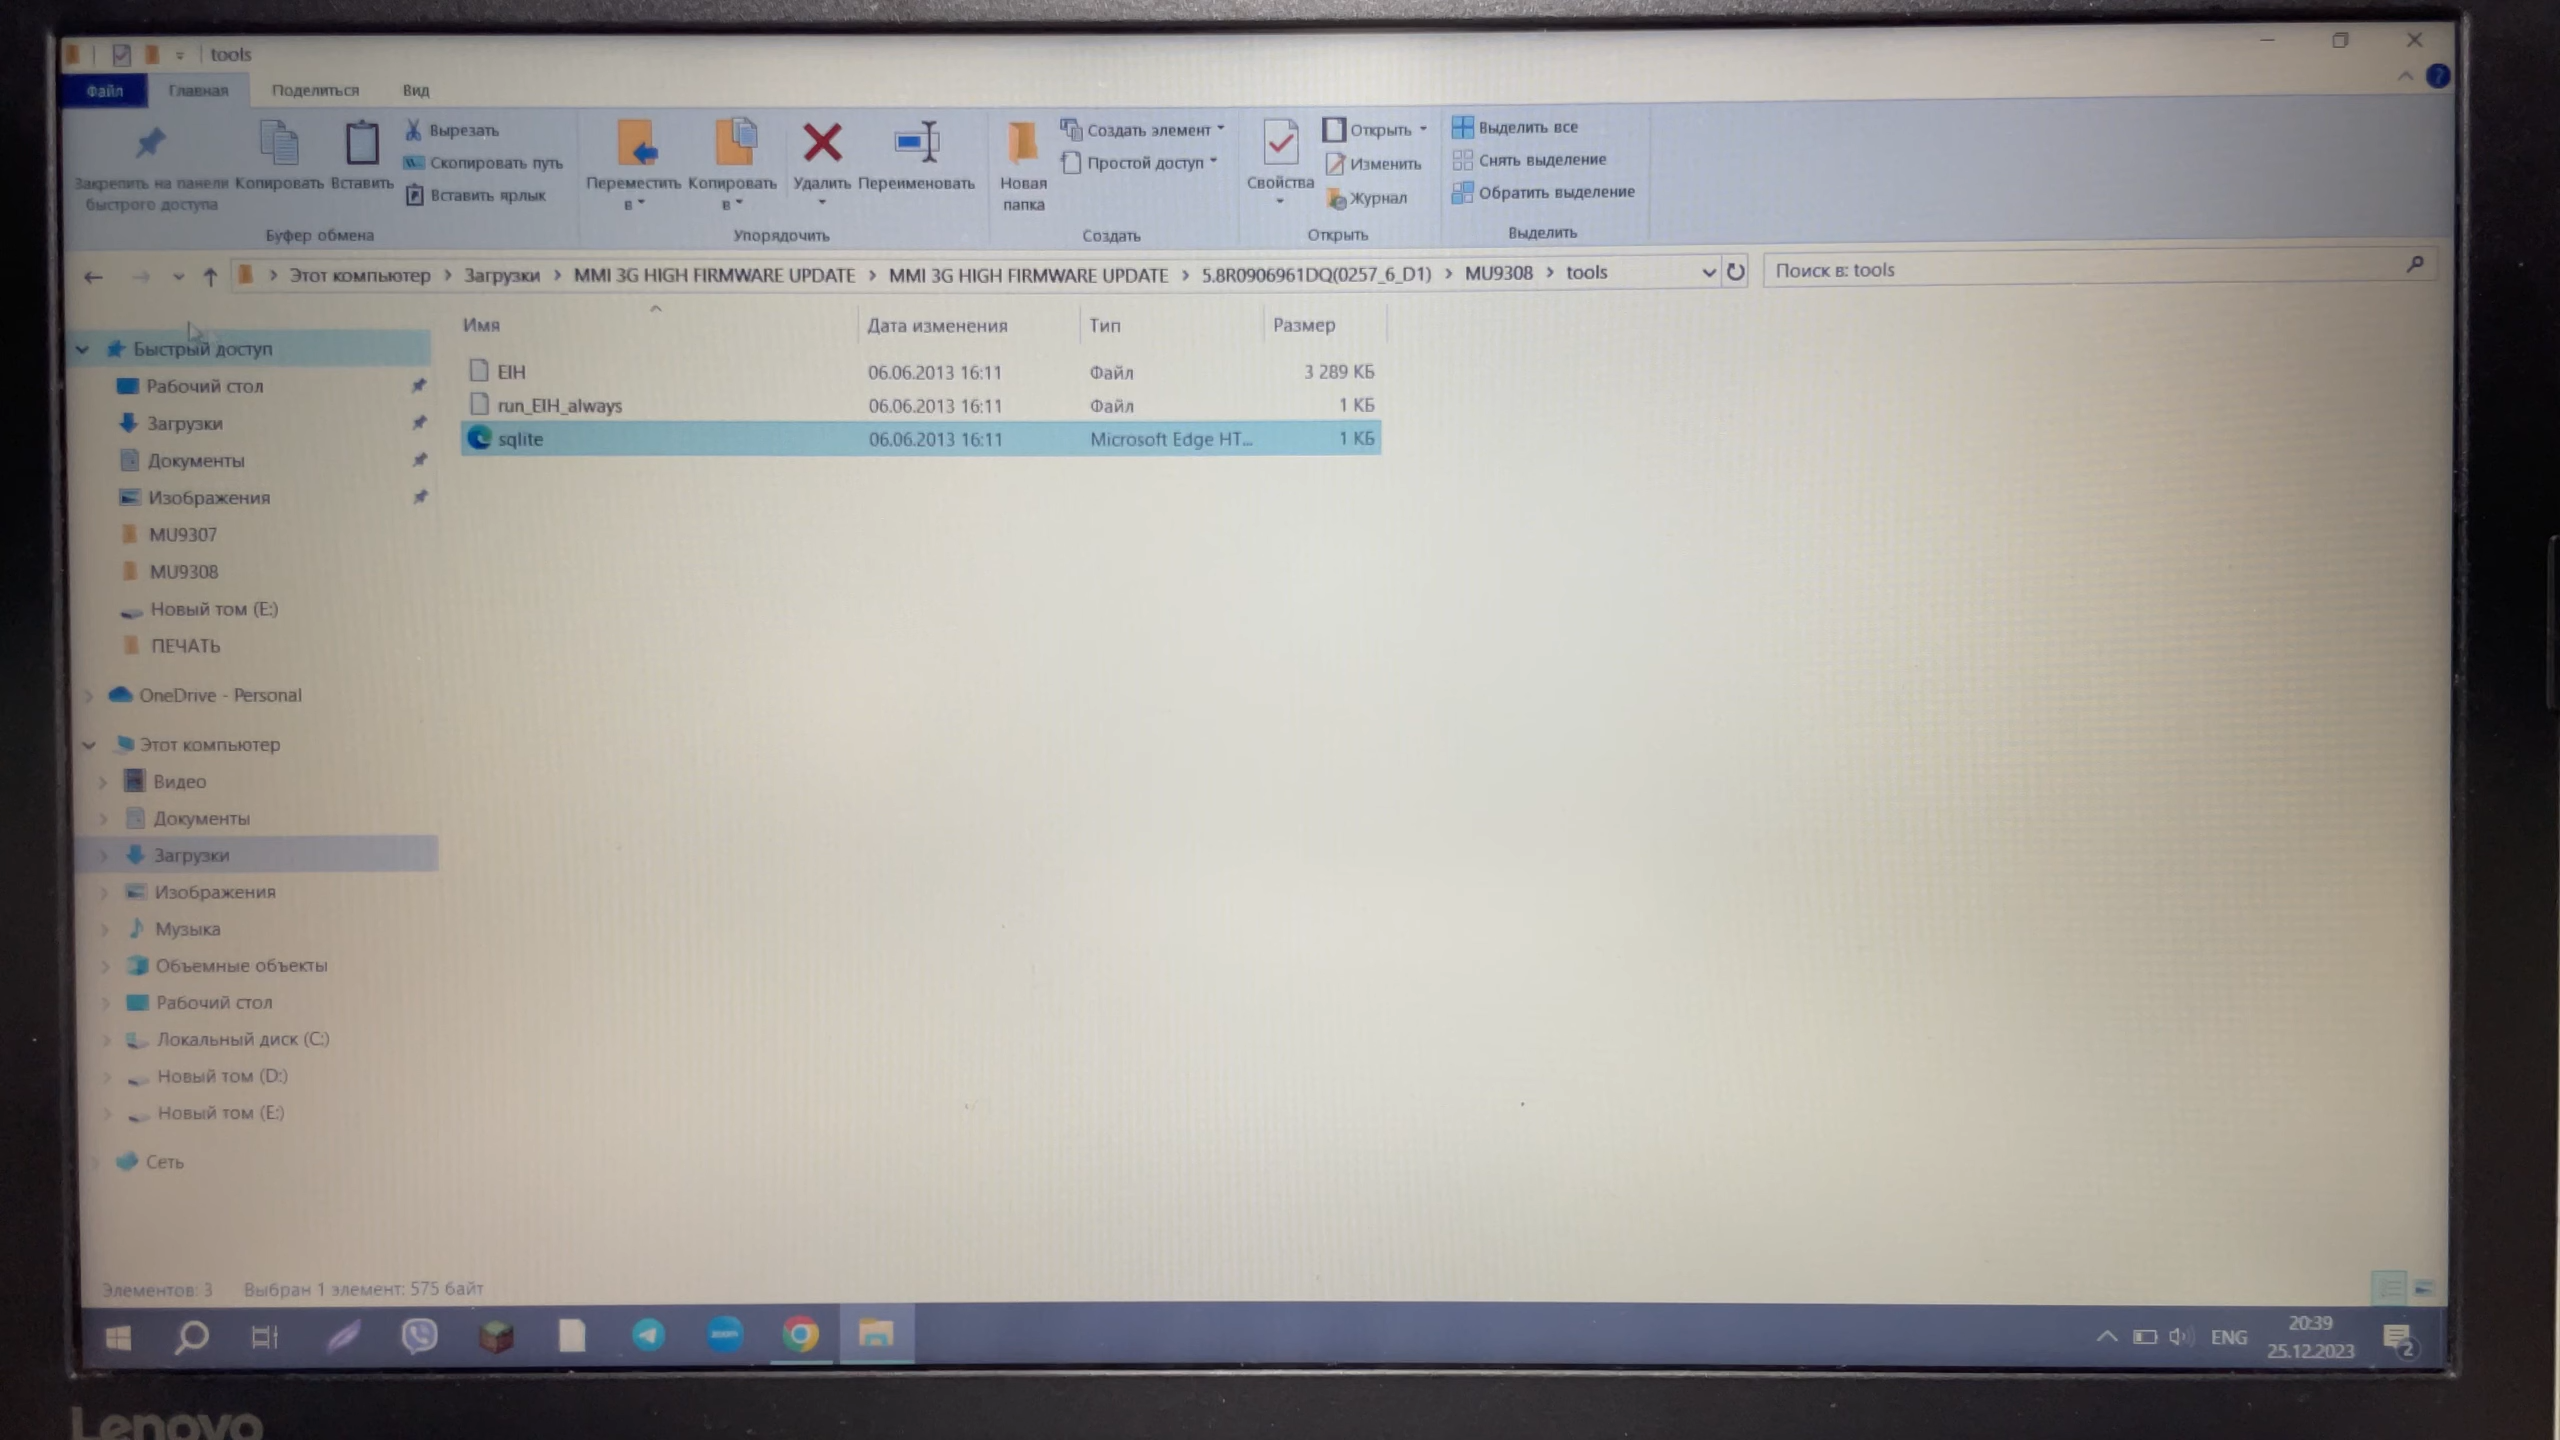 tools
Файл Главная Поделиться Вид
Закрепить на панели быстрого доступа
Копировать
Вставить
Вырезать
Скопировать путь
Вставить ярлык
Буфер обмена
Переместить в
Копировать в
Удалить
Переименовать
Упорядочить
Новая папка
Создать элемент
Простой доступ
Создать
Свойства
Открыть
Изменить
Журнал
Открыть
Выделить все
Снять выделение
Обратить выделение
Выделить
Этот компьютер > Загрузки > MMI 3G HIGH FIRMWARE UPDATE > MMI 3G HIGH FIRMWARE UPDATE > 5.8R0906961DQ(0257_6_D1) > MU9308 > tools
Поиск в: tools
Имя Дата изменения Тип Размер
EIH 06.06.2013 16:11 Файл 3 289 КБ
run_EIH_always 06.06.2013 16:11 Файл 1 КБ
sqlite 06.06.2013 16:11 Microsoft Edge HT... 1 КБ
Быстрый доступ
Рабочий стол
Загрузки
Документы
Изображения
MU9307
MU9308
Новый том (E:)
ПЕЧАТЬ
OneDrive - Personal
Этот компьютер
Видео
Документы
Загрузки
Изображения
Музыка
Объемные объекты
Рабочий стол
Локальный диск (C:)
Новый том (D:)
Новый том (E:)
Сеть
Элементов: 3 Выбран 1 элемент: 575 байт
zoom
ENG
20:39
25.12.2023
2
Lenovo